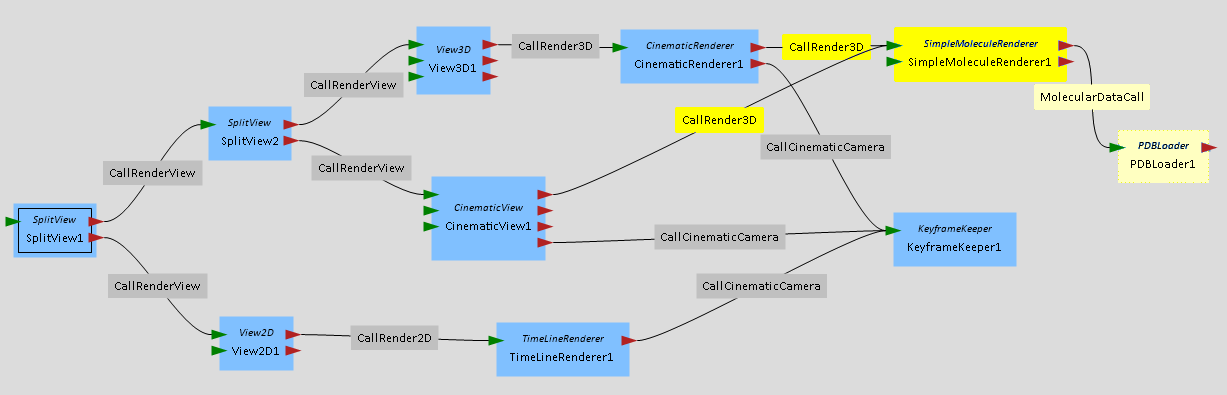 View3D
View3D1
CallRender3D
CinematicRenderer
CinematicRenderer1
CallRender3D
SimpleMoleculeRenderer
SimpleMoleculeRenderer1
CallRenderView
MolecularDataCall
SplitView
SplitView2
CallRender3D
CallCinematicCamera
PDBLoader
PDBLoader1
CallRenderView
CallRenderView
SplitView
SplitView1
CinematicView
CinematicView1
CallCinematicCamera
KeyframeKeeper
KeyframeKeeper1
CallRenderView
CallCinematicCamera
View2D
View2D1
CallRender2D
TimeLineRenderer
TimeLineRenderer1